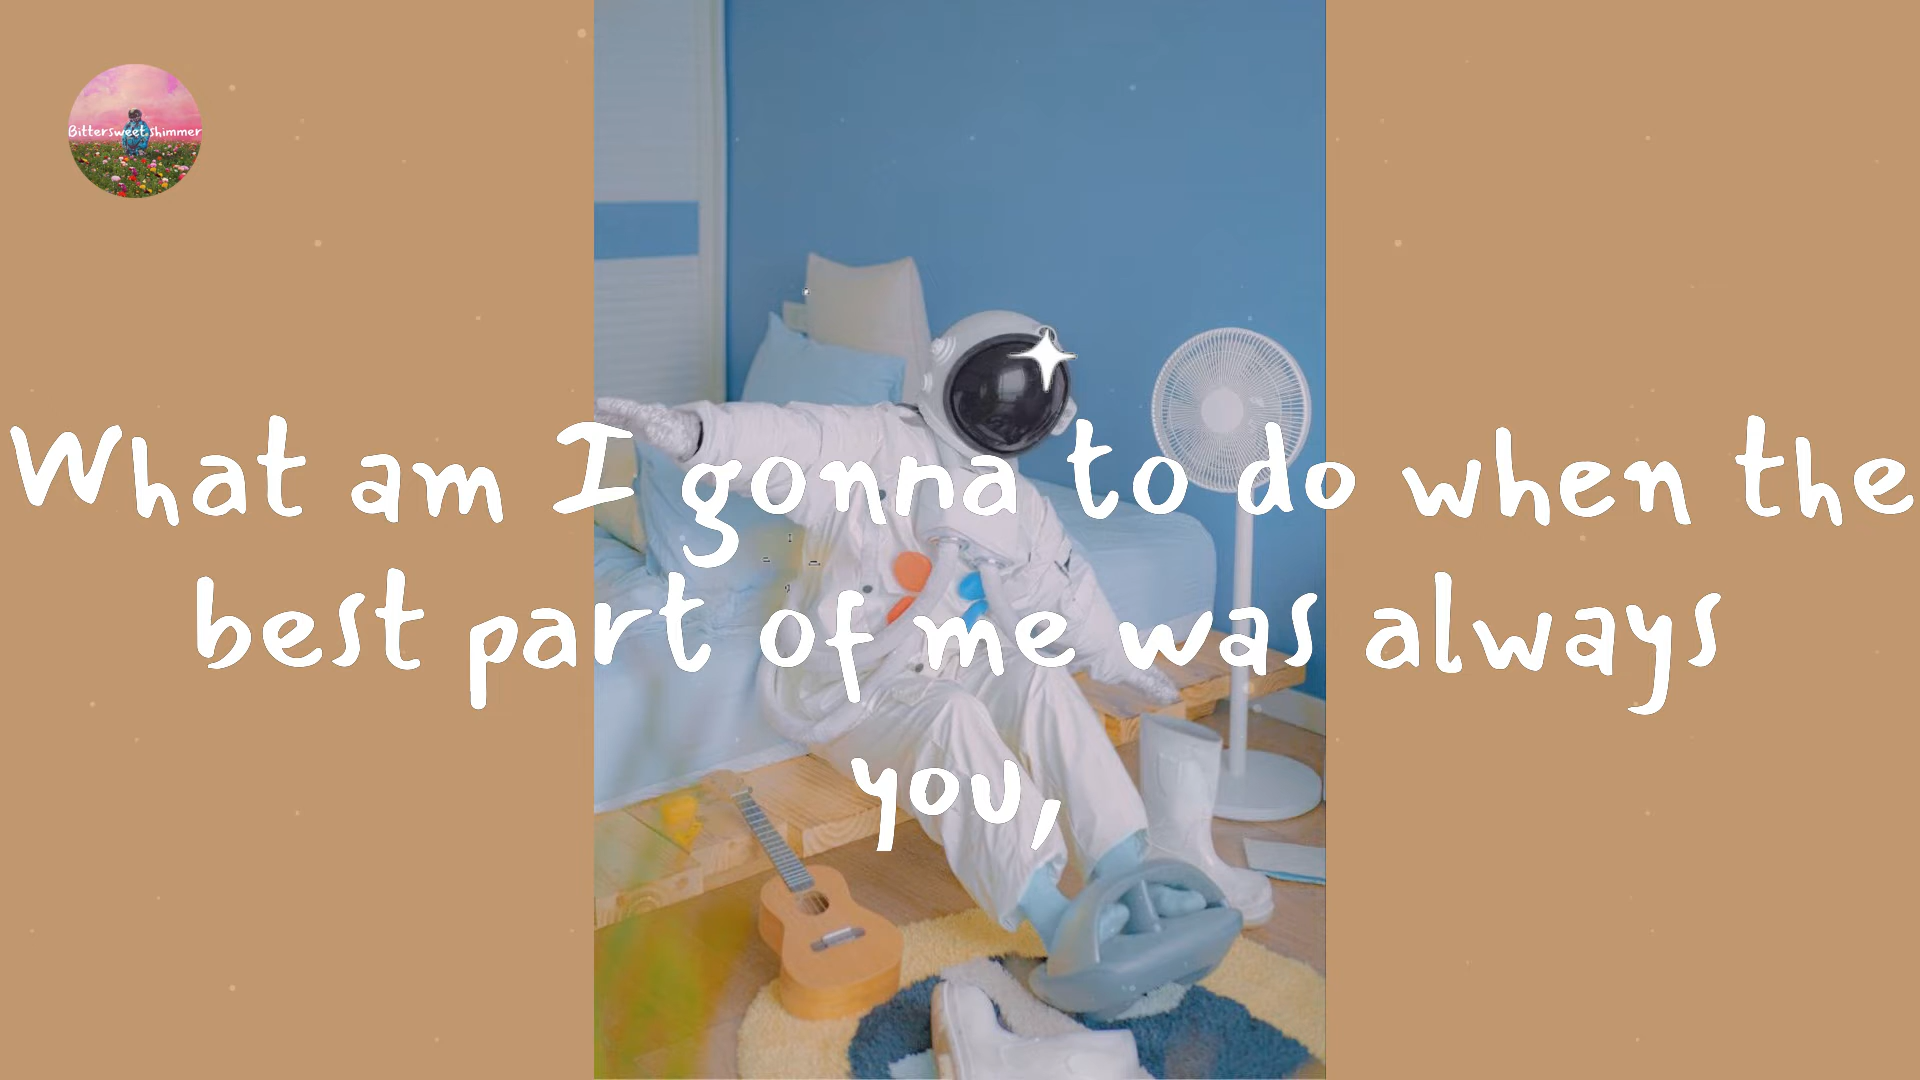 Bittersweet shimmer
What am I gonna to do when the
best part of me was always
you,